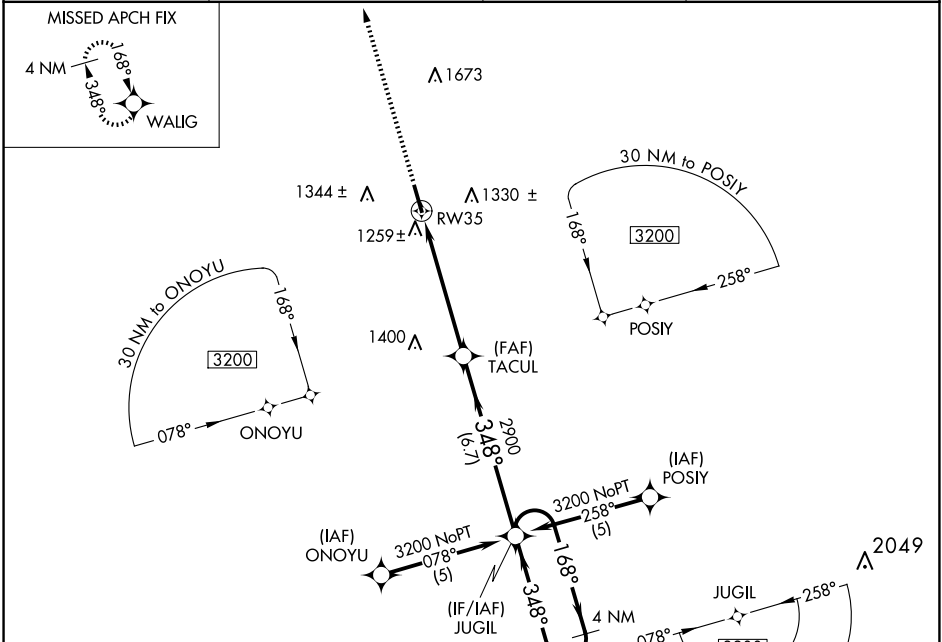 MISSED APCH FIX
4 NM
168°
348°
WALIG
1673
1344 ±
1330 ±
RW35
1259±
30 NM to POSIY
168°
3200
258°
POSIY
30 NM to ONOYU
168°
3200
078°
ONOYU
1400
(FAF)
TACUL
2900
348°
(6.7)
(IAF)
POSIY
3200 NoPT
258°
(5)
(IAF)
ONOYU
3200 NoPT
078°
(5)
168°
(IF/IAF)
JUGIL
348°
4 NM
2049
JUGIL
258°
078°